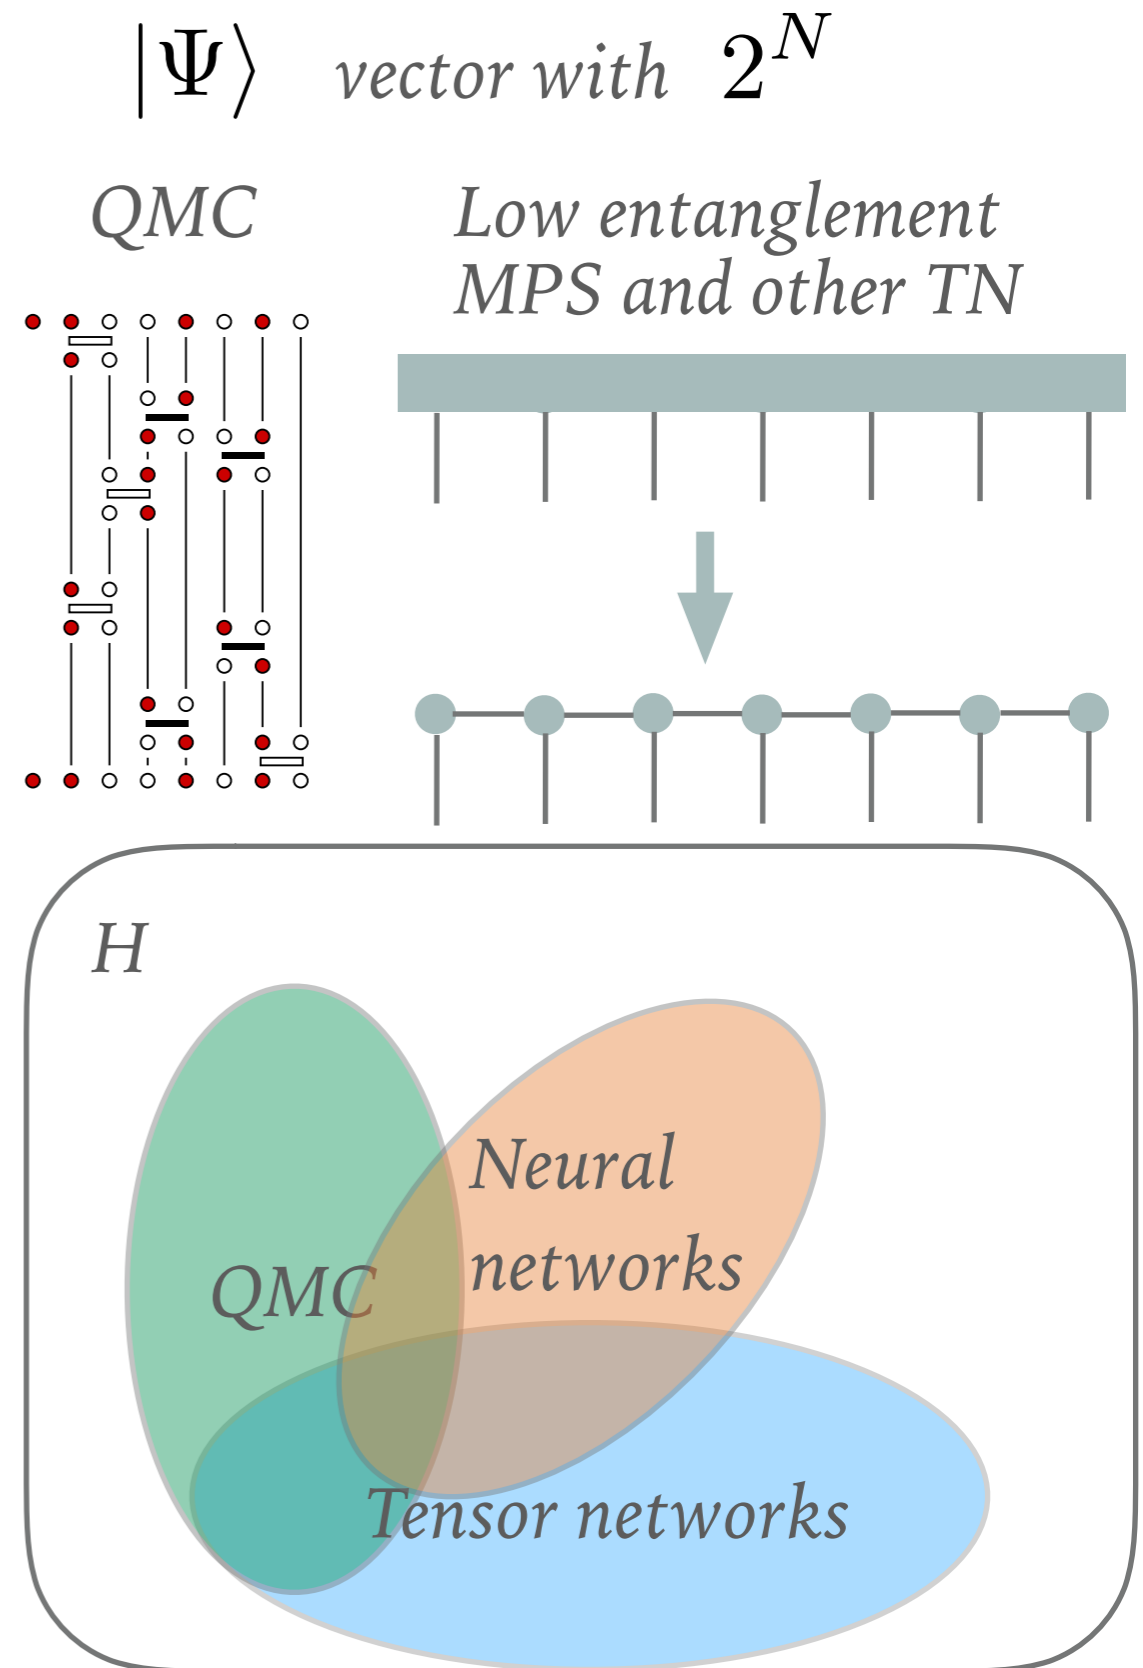 |Ψ⟩ vector with 2^N
QMC
Low entanglement
MPS and other TN
H
Neural
networks
QMC
Tensor networks